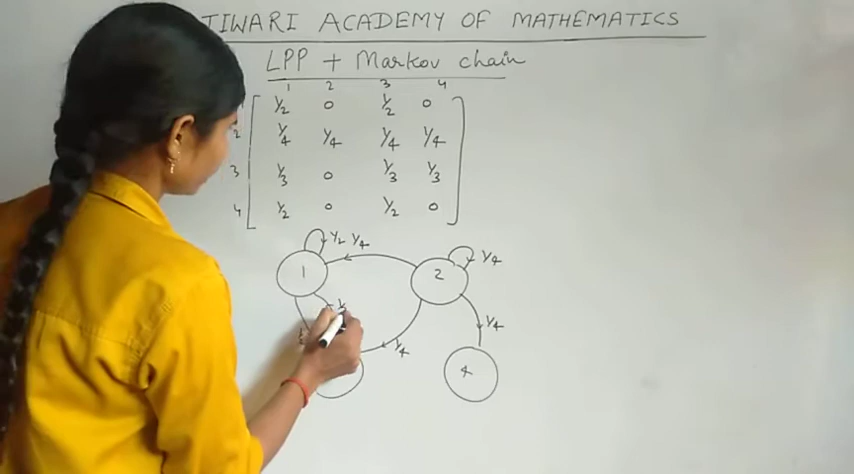 TIWARI ACADEMY OF MATHEMATICS
LPP + Markov chain
1 2 3 4
1/2 0 1/2 0
2 1/4 1/4 1/4 1/4
3 1/3 0 1/3 1/3
4 1/2 0 1/2 0
1/2 1/4 1/4
1 2
1/4
1/4
4